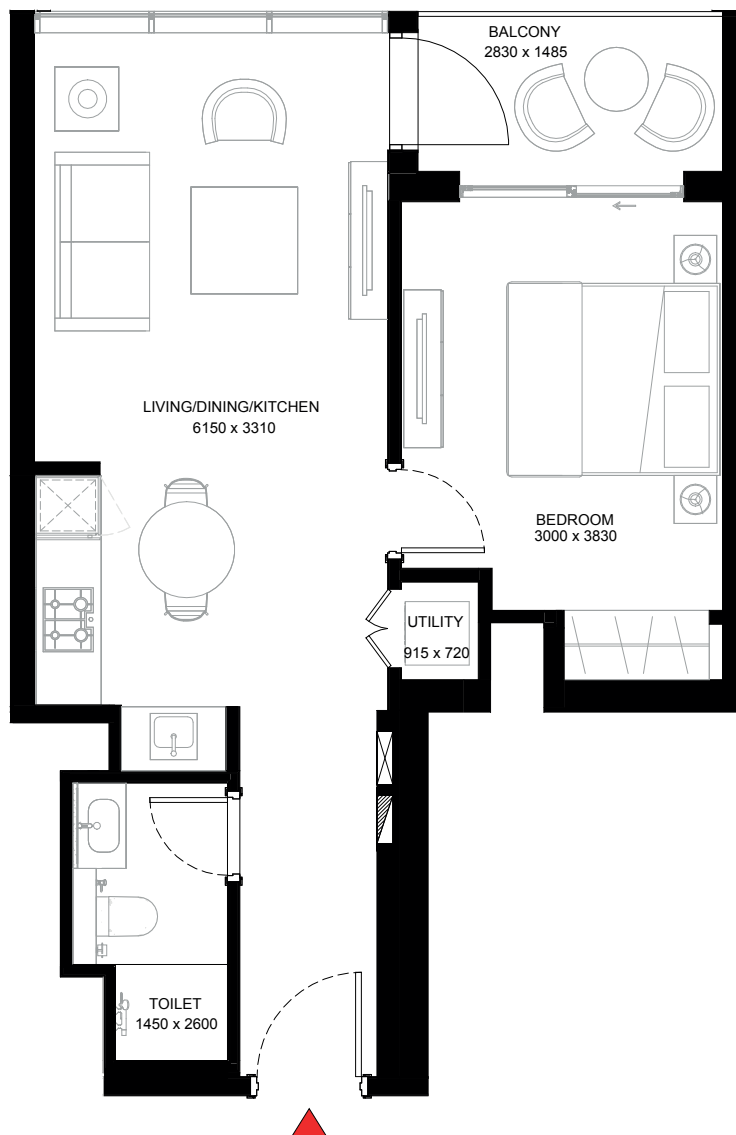 BALCONY
2830 x 1485
LIVING/DINING/KITCHEN
6150 x 3310
BEDROOM
3000 x 3830
UTILITY
915 x 720
TOILET
1450 x 2600